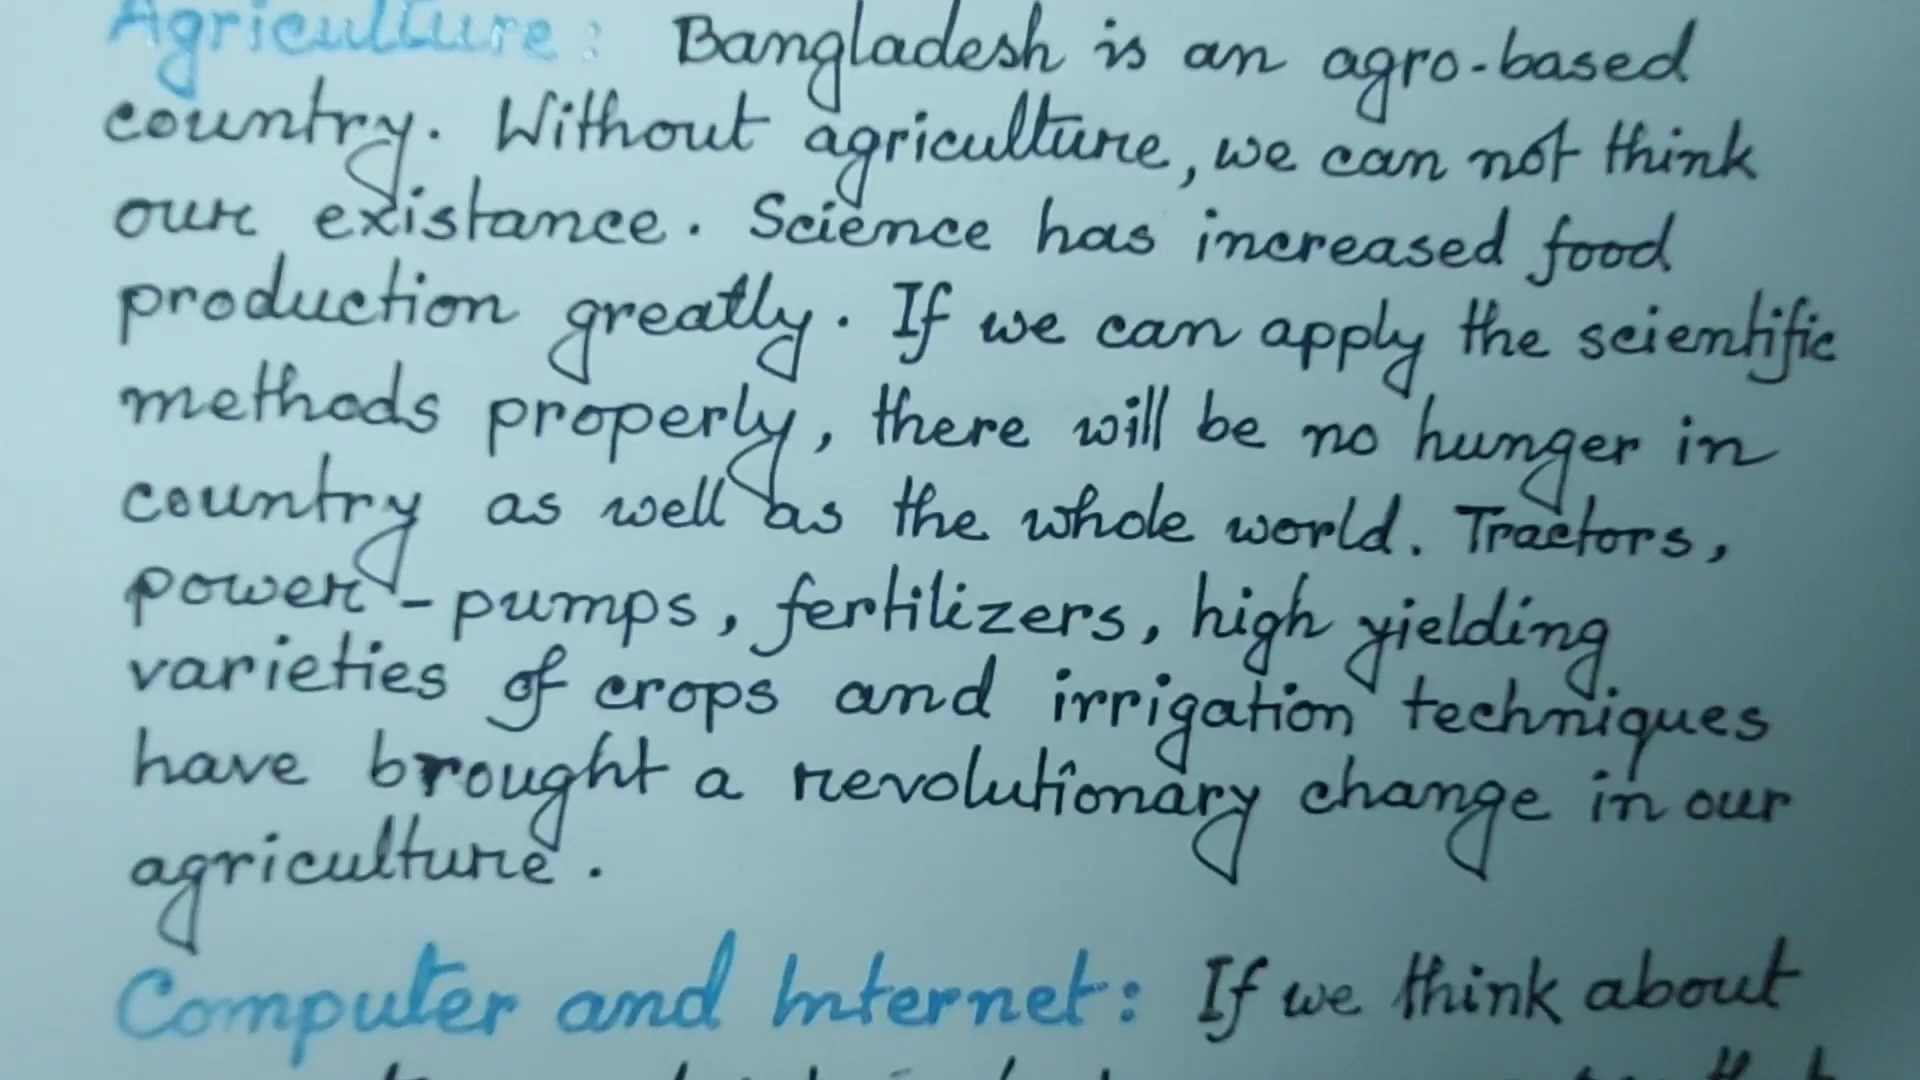 Agriculture: Bangladesh is an agro-based
country. Without agriculture, we can not think
our existance. Science has increased food
production greatly. If we can apply the scientific
methods properly, there will be no hunger in
country as well as the whole world. Tractors,
power-pumps, fertilizers, high yielding
varieties of crops and irrigation techniques
have brought a revolutionary change in our
agriculture.
Computer and Internet: If we think about